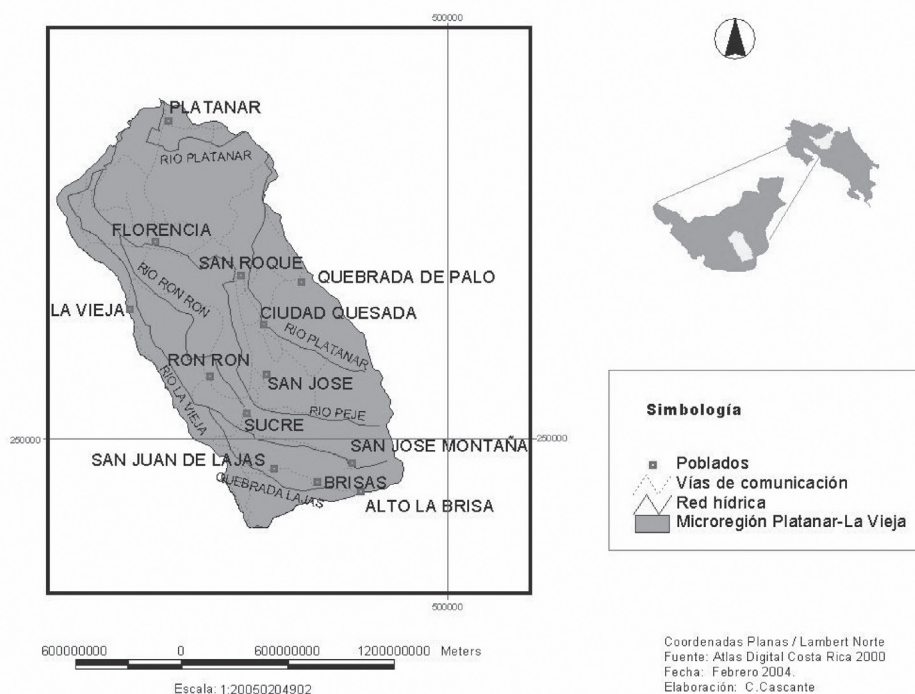 500000
PLATANAR
RIO PLATANAR
FLORENCIA
SAN ROQUE
QUEBRADA DE PALO
RIO RON RON
LA VIEJA
CIUDAD QUESADA
RIO PLATANAR
RON RON
SAN JOSE
RIO LA VIEJA
RIO PEJE
SUCRE
250000
250000
SAN JOSE MONTAÑA
SAN JUAN DE LAJAS
BRISAS
QUEBRADA LAJAS
ALTO LA BRISA
500000
Simbología
Poblados
Vías de comunicación
Red hídrica
Microregión Platanar-La Vieja
600000000 0 600000000 1200000000 Meters
Escala: 1:20050204902
Coordenadas Planas / Lambert Norte
Fuente: Atlas Digital Costa Rica 2000
Fecha: Febrero 2004.
Elaboración: C.Cascante